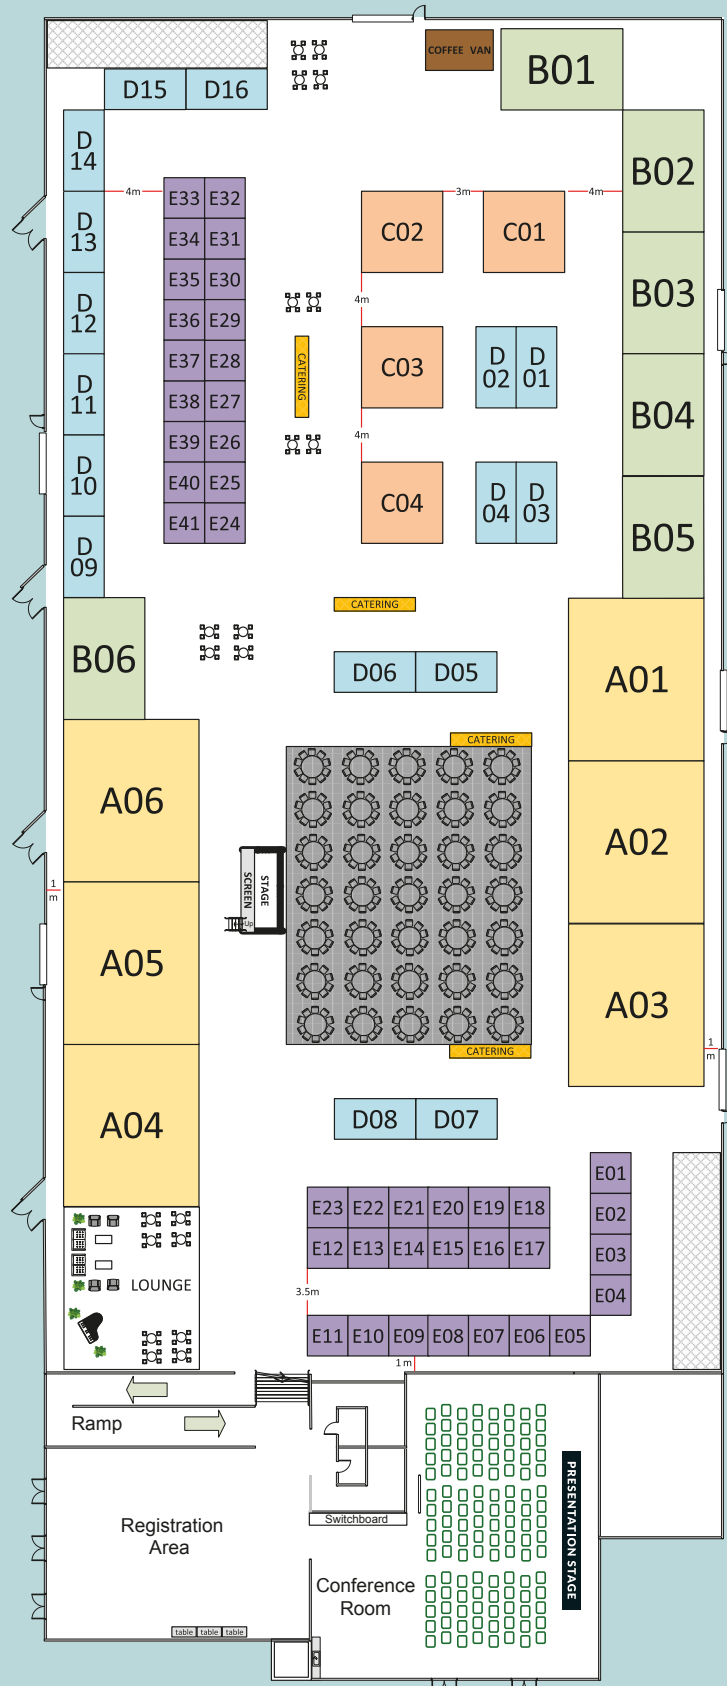 COFFEE VAN
B01
D15
D16
D
14
B02
4m
3m
4m
E33
E32
C02
C01
D
13
E34
E31
E35
E30
B03
D
12
4m
E36
E29
CATERING
E37
E28
C03
D
02
D
01
D
11
E38
E27
B04
4m
E39
E26
D
10
E40
E25
C04
D
04
D
03
E41
E24
B05
D
09
CATERING
B06
D06
D05
A01
CATERING
A06
A02
STAGE
SCREEN
Up
1
m
A05
A03
CATERING
1
m
A04
D08
D07
E01
E23
E22
E21
E20
E19
E18
E02
E12
E13
E14
E15
E16
E17
E03
LOUNGE
3.5m
E04
E11
E10
E09
E08
E07
E06
E05
1m
Ramp
PRESENTATION STAGE
Switchboard
Registration
Area
Conference
Room
table
table
table